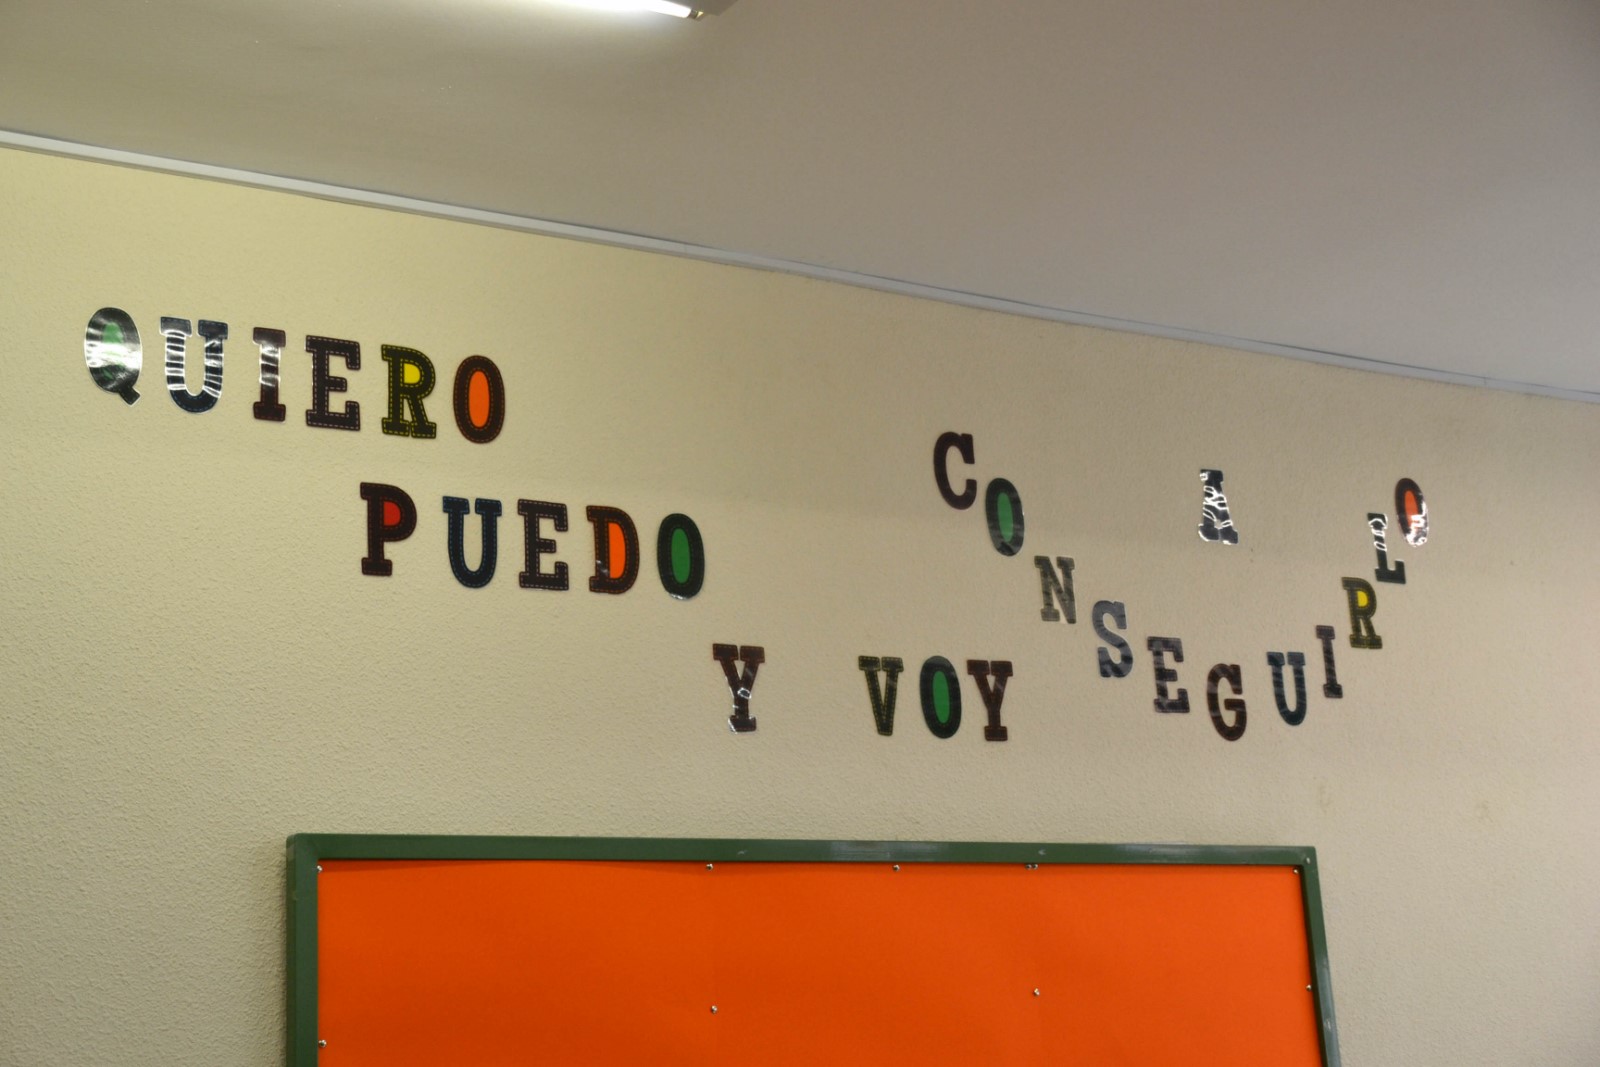 QUIERO
PUEDO
Y VOY
A
CONSEGUIRLO